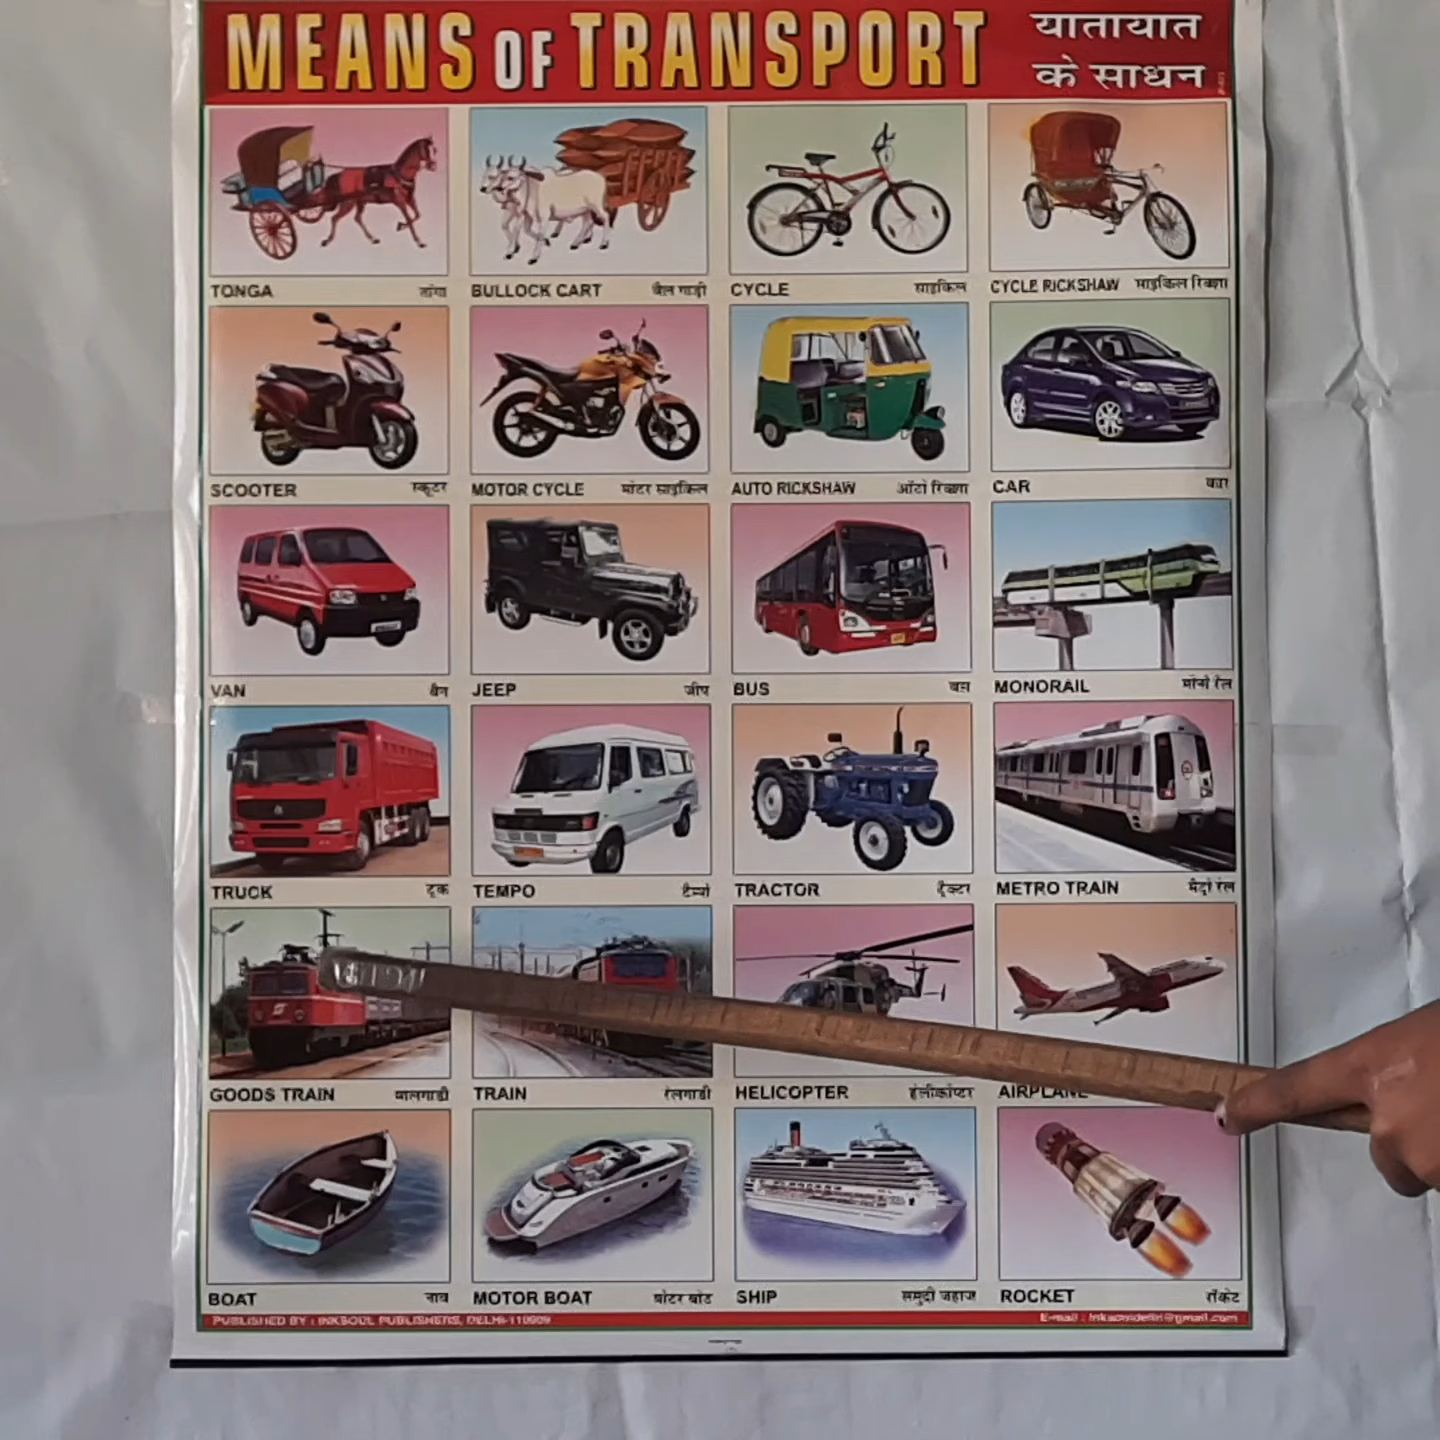 MEANS OF TRANSPORT
यातायात
के साधन
TONGA तांगा
BULLOCK CART बैल गाड़ी
CYCLE साइकिल
CYCLE RICKSHAW साइकिल रिक्शा
SCOOTER स्कूटर
MOTOR CYCLE मोटर साइकिल
AUTO RICKSHAW ऑटो रिक्शा
CAR कार
VAN वैन
JEEP जीप
BUS बस
MONORAIL मोनो रेल
TRUCK ट्रक
TEMPO टैम्पो
TRACTOR ट्रैक्टर
METRO TRAIN मैट्रो रेल
GOODS TRAIN मालगाडी
TRAIN रेलगाडी
HELICOPTER हेलीकॉप्टर
AIRPLANE
BOAT नाव
MOTOR BOAT मोटर बोट
SHIP समुद्री जहाज
ROCKET रॉकेट
PUBLISHED BY : INKSOUL PUBLISHERS, DELHI-110009
E-mail :